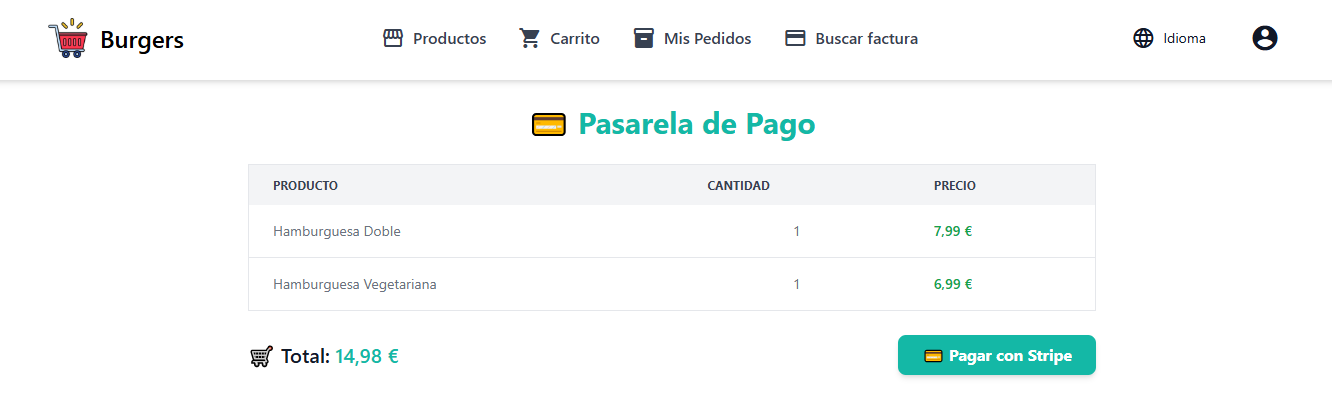 Burgers Productos Carrito Mis Pedidos Buscar factura Idioma
Pasarela de Pago
PRODUCTO CANTIDAD PRECIO
Hamburguesa Doble 1 7,99 €
Hamburguesa Vegetariana 1 6,99 €
Total: 14,98 € Pagar con Stripe